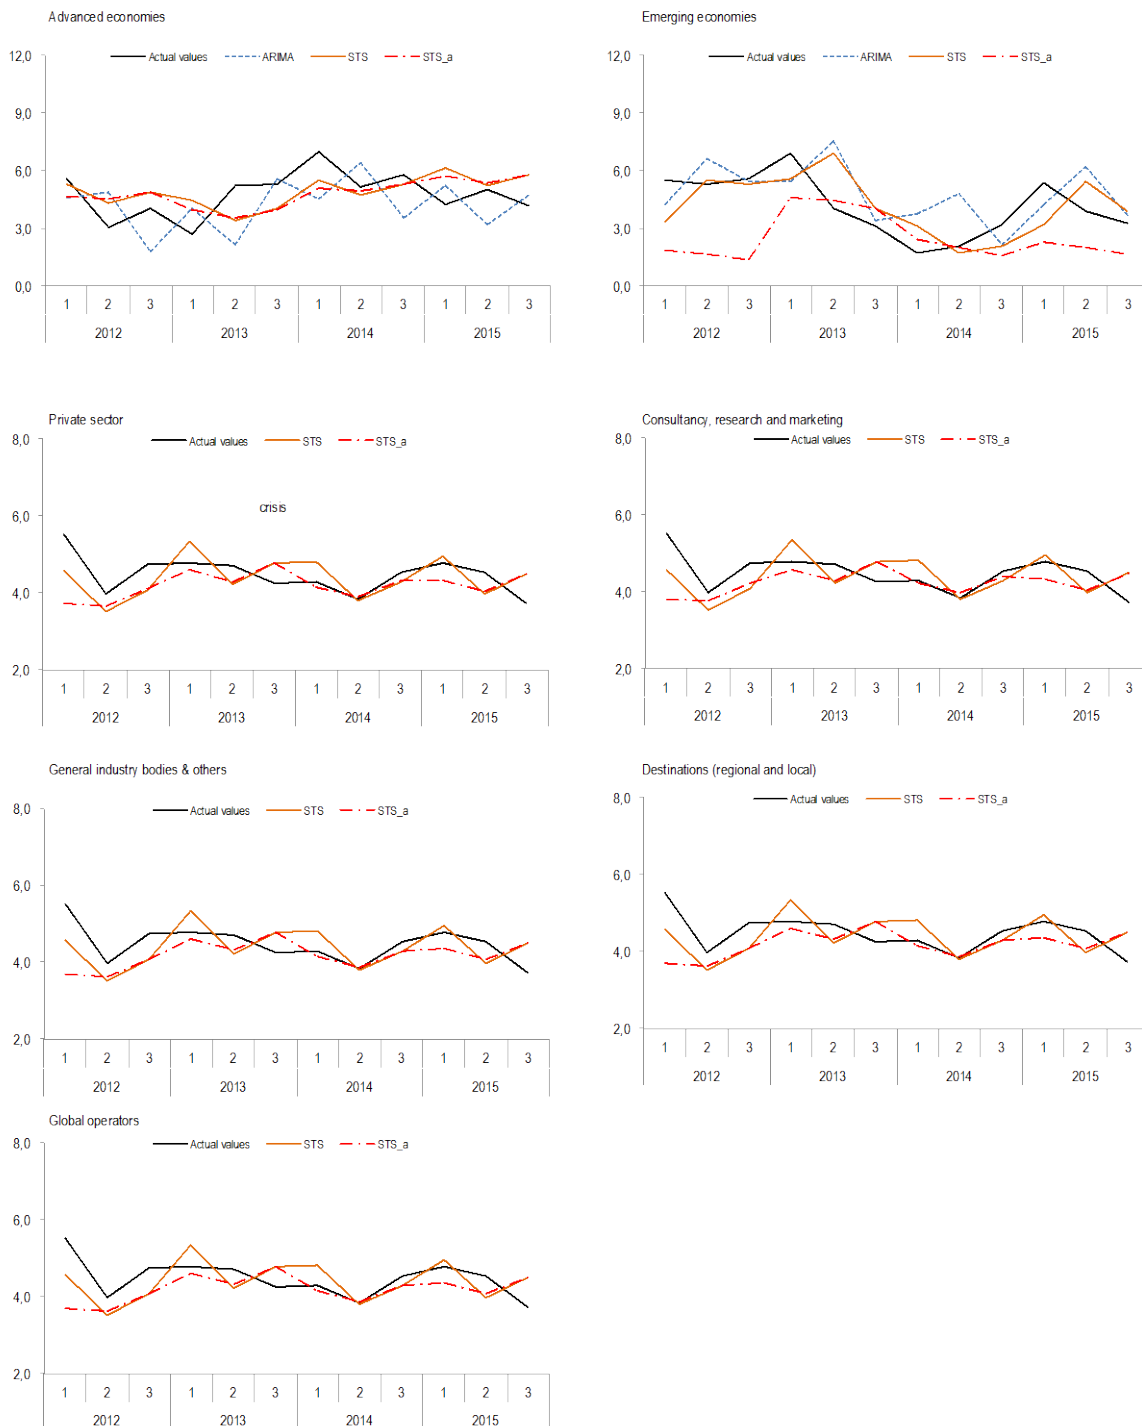 Advanced economies
Actual values ARIMA STS STS_a
12,0
9,0
6,0
3,0
0,0
1 2 3 1 2 3 1 2 3 1 2 3
2012 2013 2014 2015
Emerging economies
Actual values ARIMA STS STS_a
12,0
9,0
6,0
3,0
0,0
1 2 3 1 2 3 1 2 3 1 2 3
2012 2013 2014 2015
Private sector
Actual values STS STS_a
8,0
crisis
6,0
4,0
2,0
1 2 3 1 2 3 1 2 3 1 2 3
2012 2013 2014 2015
Consultancy, research and marketing
Actual values STS STS_a
8,0
6,0
4,0
2,0
1 2 3 1 2 3 1 2 3 1 2 3
2012 2013 2014 2015
General industry bodies & others
Actual values STS STS_a
8,0
6,0
4,0
2,0
1 2 3 1 2 3 1 2 3 1 2 3
2012 2013 2014 2015
Destinations (regional and local)
Actual values STS STS_a
8,0
6,0
4,0
2,0
1 2 3 1 2 3 1 2 3 1 2 3
2012 2013 2014 2015
Global operators
Actual values STS STS_a
8,0
6,0
4,0
2,0
1 2 3 1 2 3 1 2 3 1 2 3
2012 2013 2014 2015